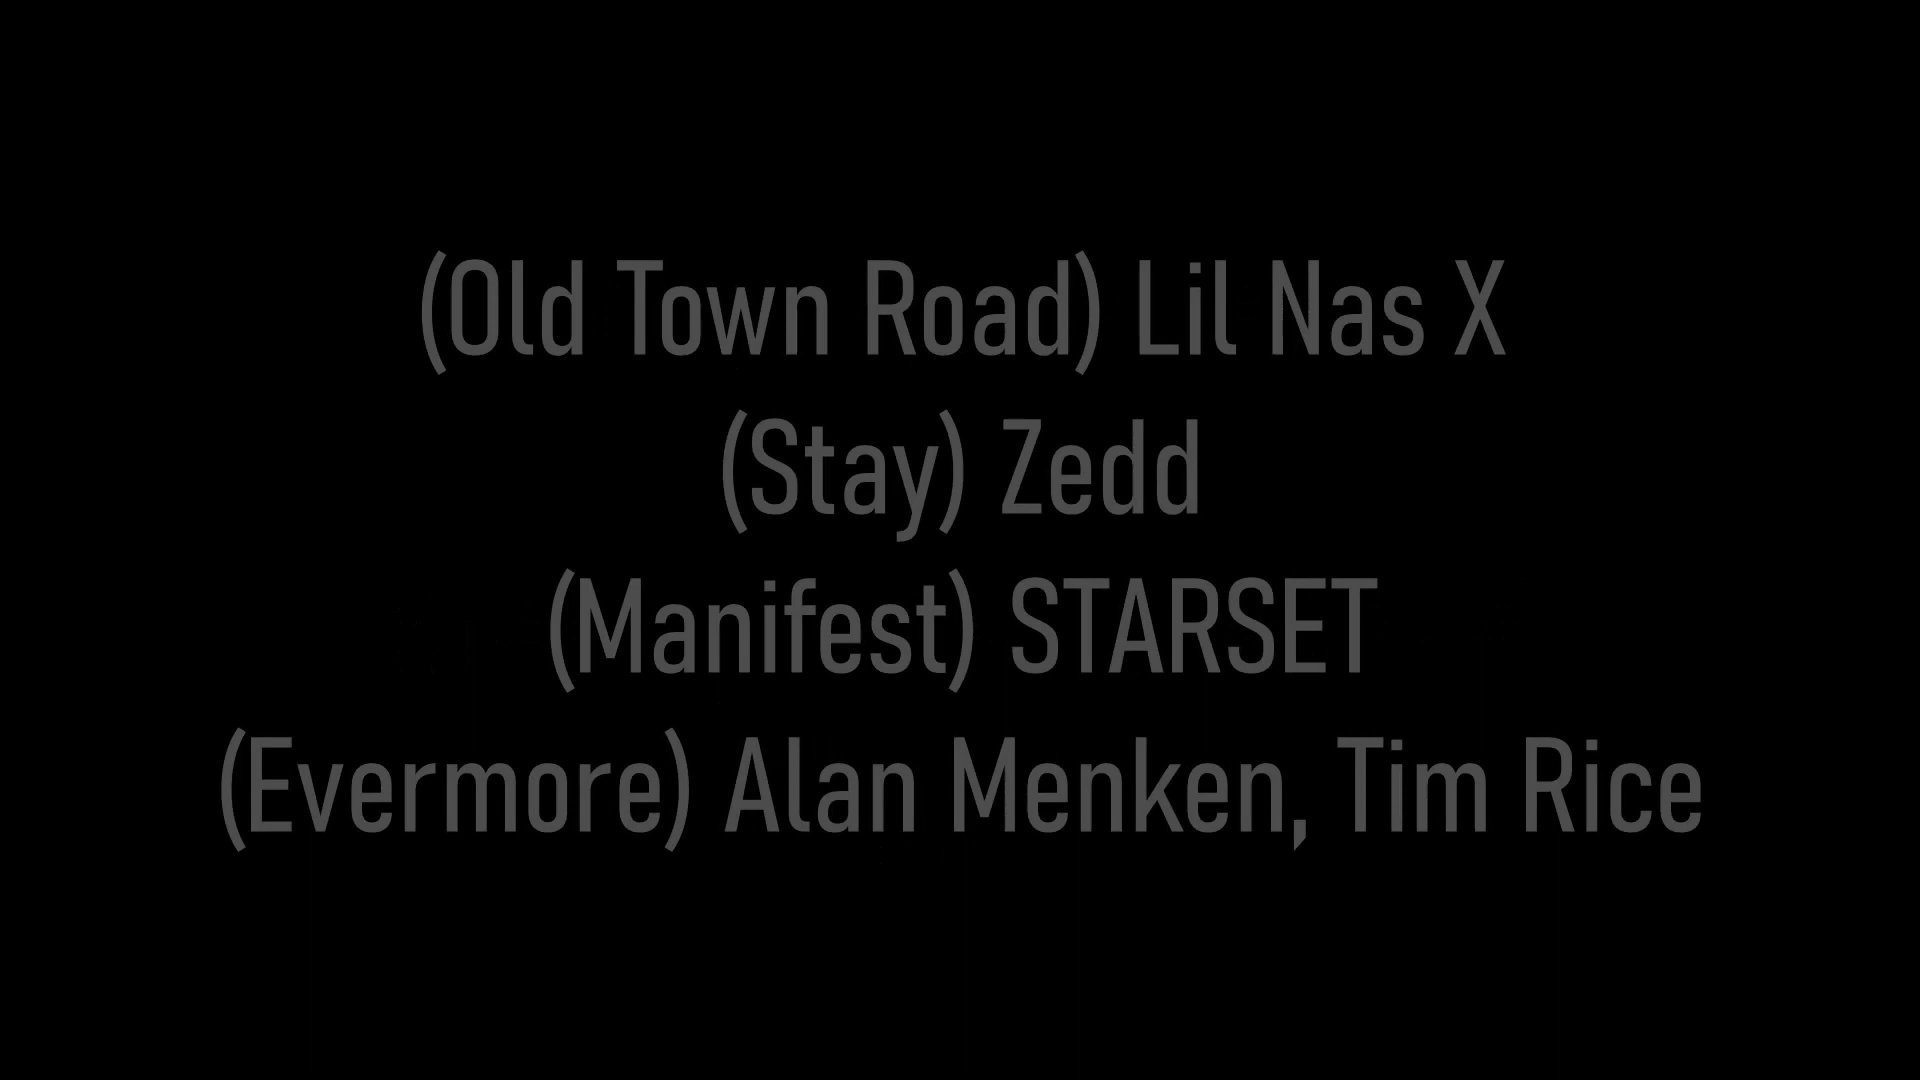 (Old Town Road) Lil Nas X
(Stay) Zedd
(Manifest) STARSET
(Evermore) Alan Menken, Tim Rice